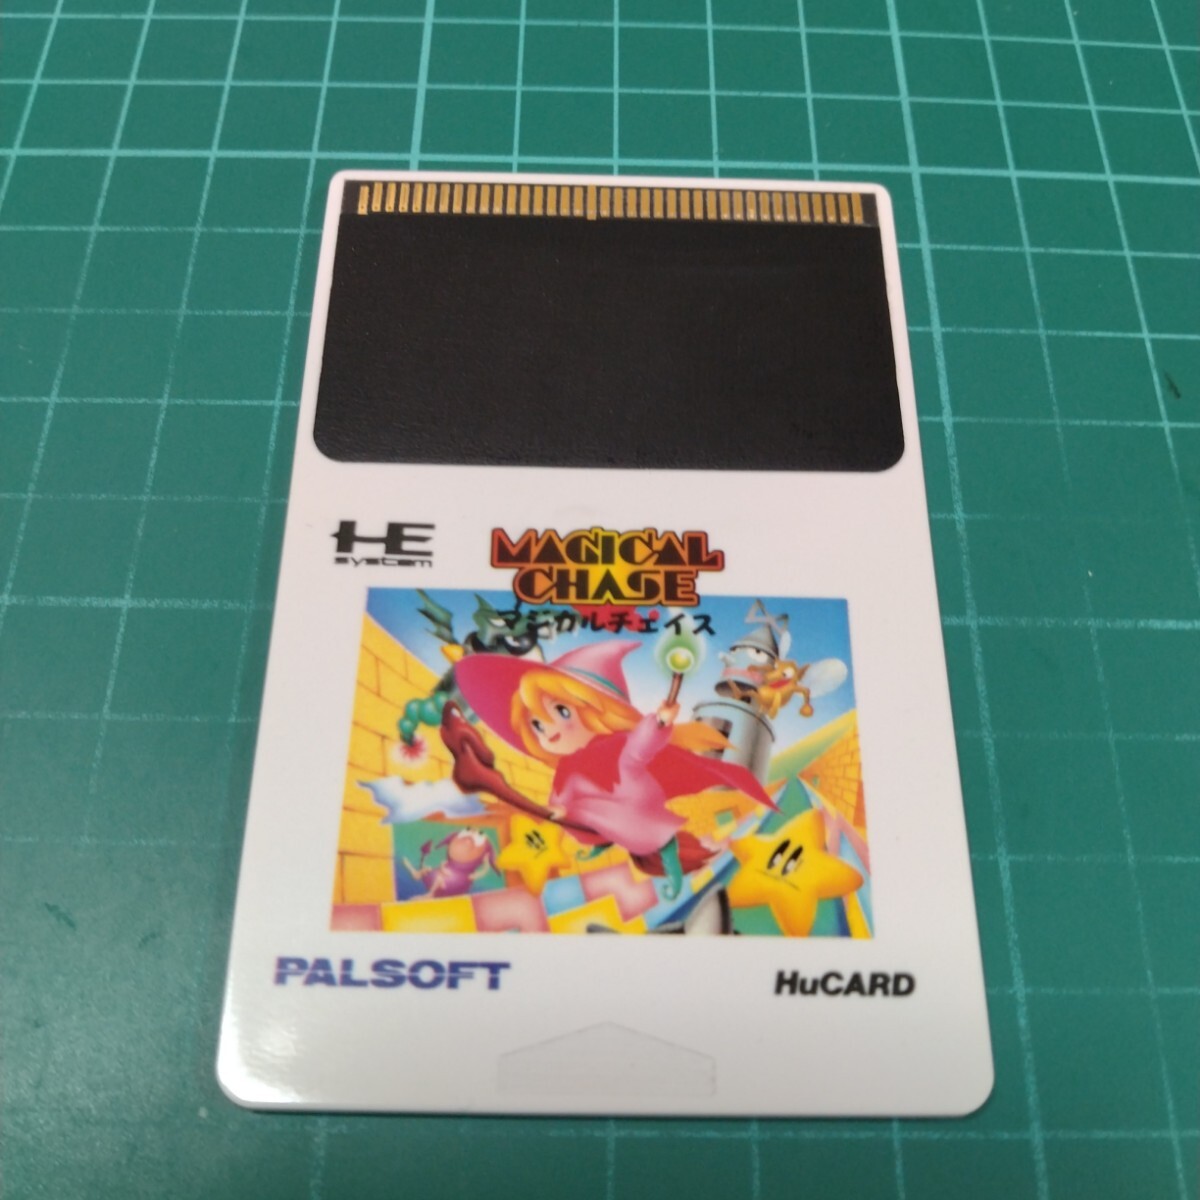 HE
system
MAGICAL
CHASE
マジカルチェイス
PALSOFT
HuCARD